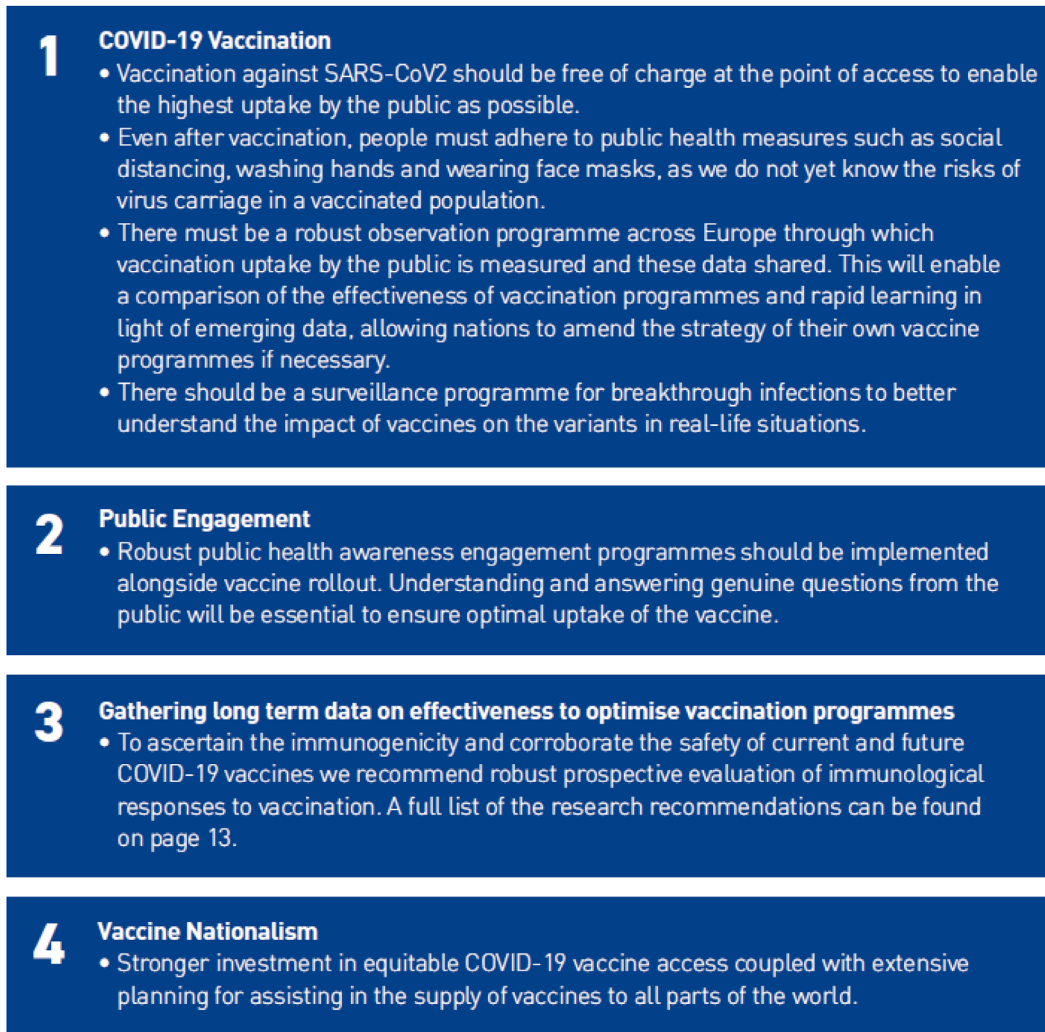 1
COVID-19 Vaccination
• Vaccination against SARS-CoV2 should be free of charge at the point of access to enable
the highest uptake by the public as possible.
• Even after vaccination, people must adhere to public health measures such as social
distancing, washing hands and wearing face masks, as we do not yet know the risks of
virus carriage in a vaccinated population.
• There must be a robust observation programme across Europe through which
vaccination uptake by the public is measured and these data shared. This will enable
a comparison of the effectiveness of vaccination programmes and rapid learning in
light of emerging data, allowing nations to amend the strategy of their own vaccine
programmes if necessary.
• There should be a surveillance programme for breakthrough infections to better
understand the impact of vaccines on the variants in real-life situations.
2
Public Engagement
• Robust public health awareness engagement programmes should be implemented
alongside vaccine rollout. Understanding and answering genuine questions from the
public will be essential to ensure optimal uptake of the vaccine.
3
Gathering long term data on effectiveness to optimise vaccination programmes
• To ascertain the immunogenicity and corroborate the safety of current and future
COVID-19 vaccines we recommend robust prospective evaluation of immunological
responses to vaccination. A full list of the research recommendations can be found
on page 13.
4
Vaccine Nationalism
• Stronger investment in equitable COVID-19 vaccine access coupled with extensive
planning for assisting in the supply of vaccines to all parts of the world.